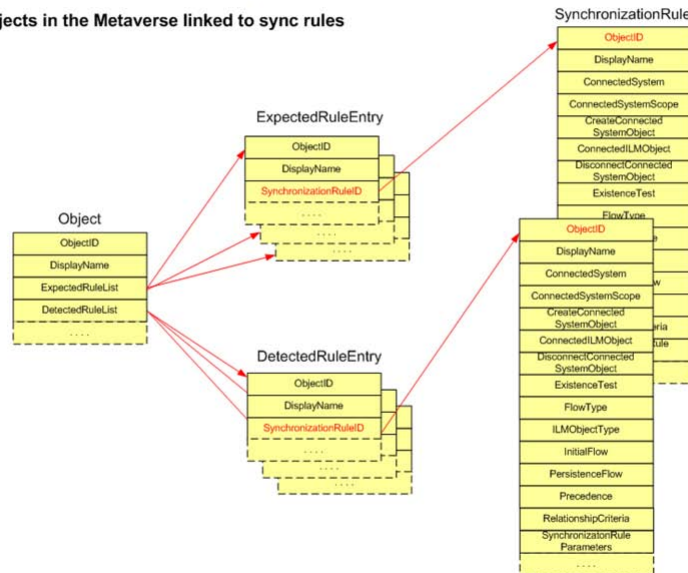 jects in the Metaverse linked to sync rules
SynchronizationRule
ObjectID
DisplayName
ConnectedSystem
ConnectedSystemScope
CreateConnected
SystemObject
ConnectedILMObject
DisconnectConnected
SystemObject
ExistenceTest
FlowType
ExpectedRuleEntry
ObjectID
DisplayName
SynchronizationRuleID
. . . .
. . . .
. . . .
Object
ObjectID
DisplayName
ExpectedRuleList
DetectedRuleList
. . . .
DetectedRuleEntry
ObjectID
DisplayName
SynchronizationRuleID
. . . .
. . . .
. . . .
ObjectID
DisplayName
ConnectedSystem
ConnectedSystemScope
CreateConnected
SystemObject
ConnectedILMObject
DisconnectConnected
SystemObject
ExistenceTest
FlowType
ILMObjectType
InitialFlow
PersistenceFlow
Precedence
RelationshipCriteria
SynchronizatonRule
Parameters
. . . .